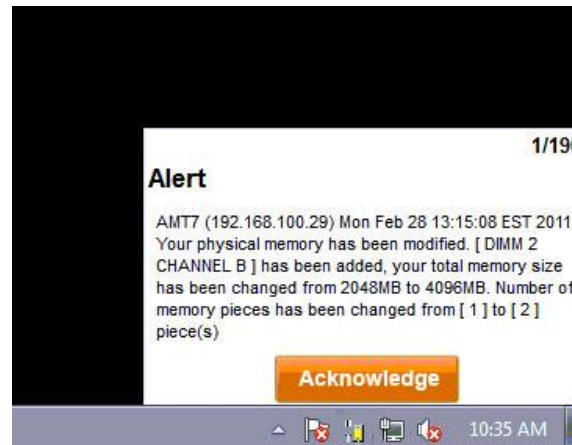 1/19
Alert
AMT7 (192.168.100.29) Mon Feb 28 13:15:08 EST 2011
Your physical memory has been modified. [ DIMM 2
CHANNEL B ] has been added, your total memory size
has been changed from 2048MB to 4096MB. Number of
memory pieces has been changed from [ 1 ] to [ 2 ]
piece(s)
Acknowledge
10:35 AM